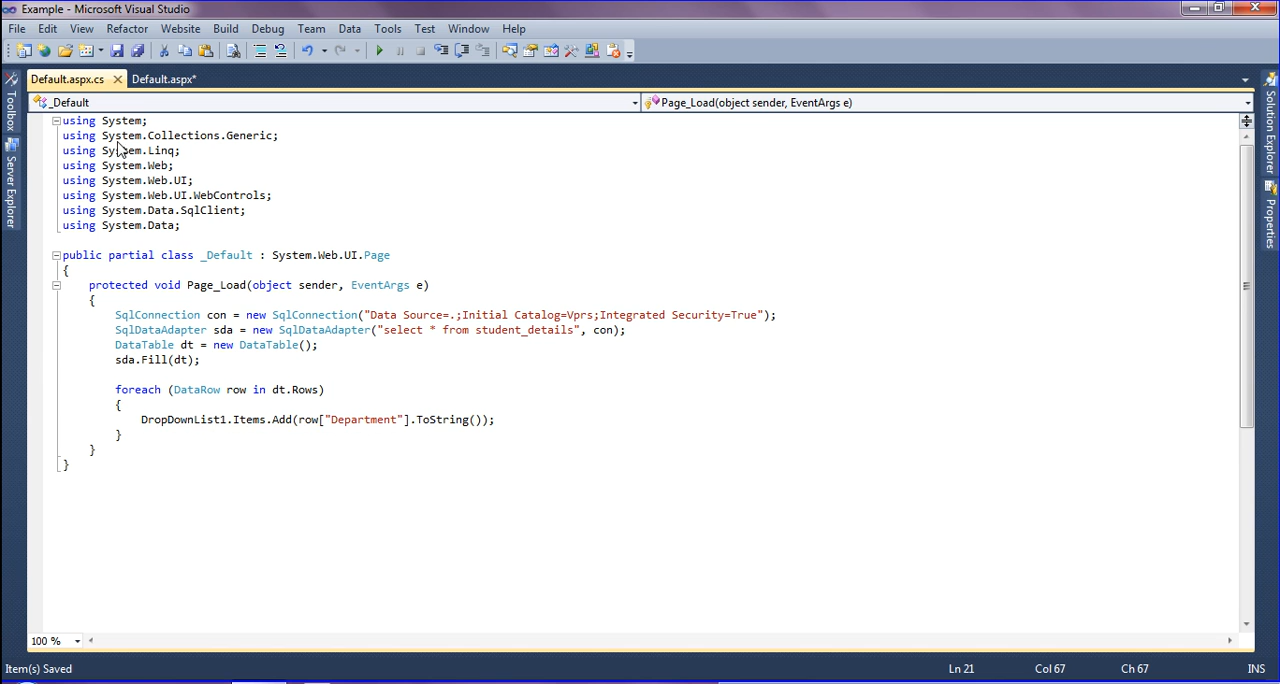 Example - Microsoft Visual Studio
File Edit View Refactor Website Build Debug Team Data Tools Test Window Help
Default.aspx.cs Default.aspx*
_Default Page_Load(object sender, EventArgs e)
Toolbox
Server Explorer
Solution Explorer
Properties
using System;
using System.Collections.Generic;
using System.Linq;
using System.Web;
using System.Web.UI;
using System.Web.UI.WebControls;
using System.Data.SqlClient;
using System.Data;
public partial class _Default : System.Web.UI.Page
{
protected void Page_Load(object sender, EventArgs e)
{
SqlConnection con = new SqlConnection("Data Source=.;Initial Catalog=Vprs;Integrated Security=True");
SqlDataAdapter sda = new SqlDataAdapter("select * from student_details", con);
DataTable dt = new DataTable();
sda.Fill(dt);
foreach (DataRow row in dt.Rows)
{
DropDownList1.Items.Add(row["Department"].ToString());
}
}
}
100 %
Item(s) Saved Ln 21 Col 67 Ch 67 INS